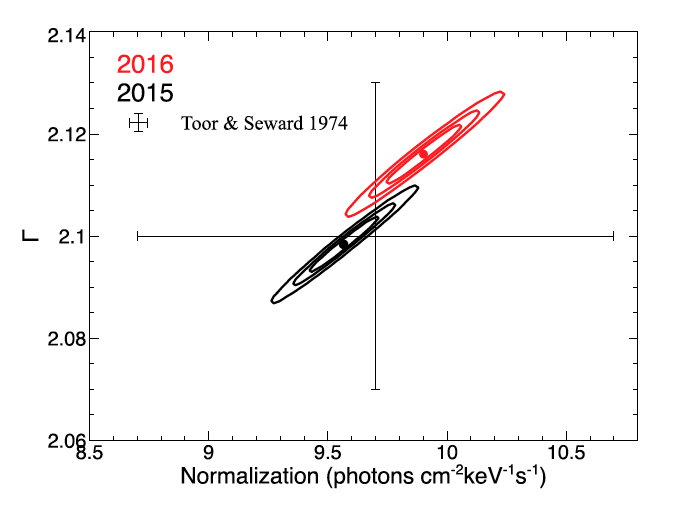 2016
2015
Toor & Seward 1974
2.14
2.12
2.1
2.08
2.06
Γ
8.5 9 9.5 10 10.5
Normalization (photons cm⁻²keV⁻¹s⁻¹)